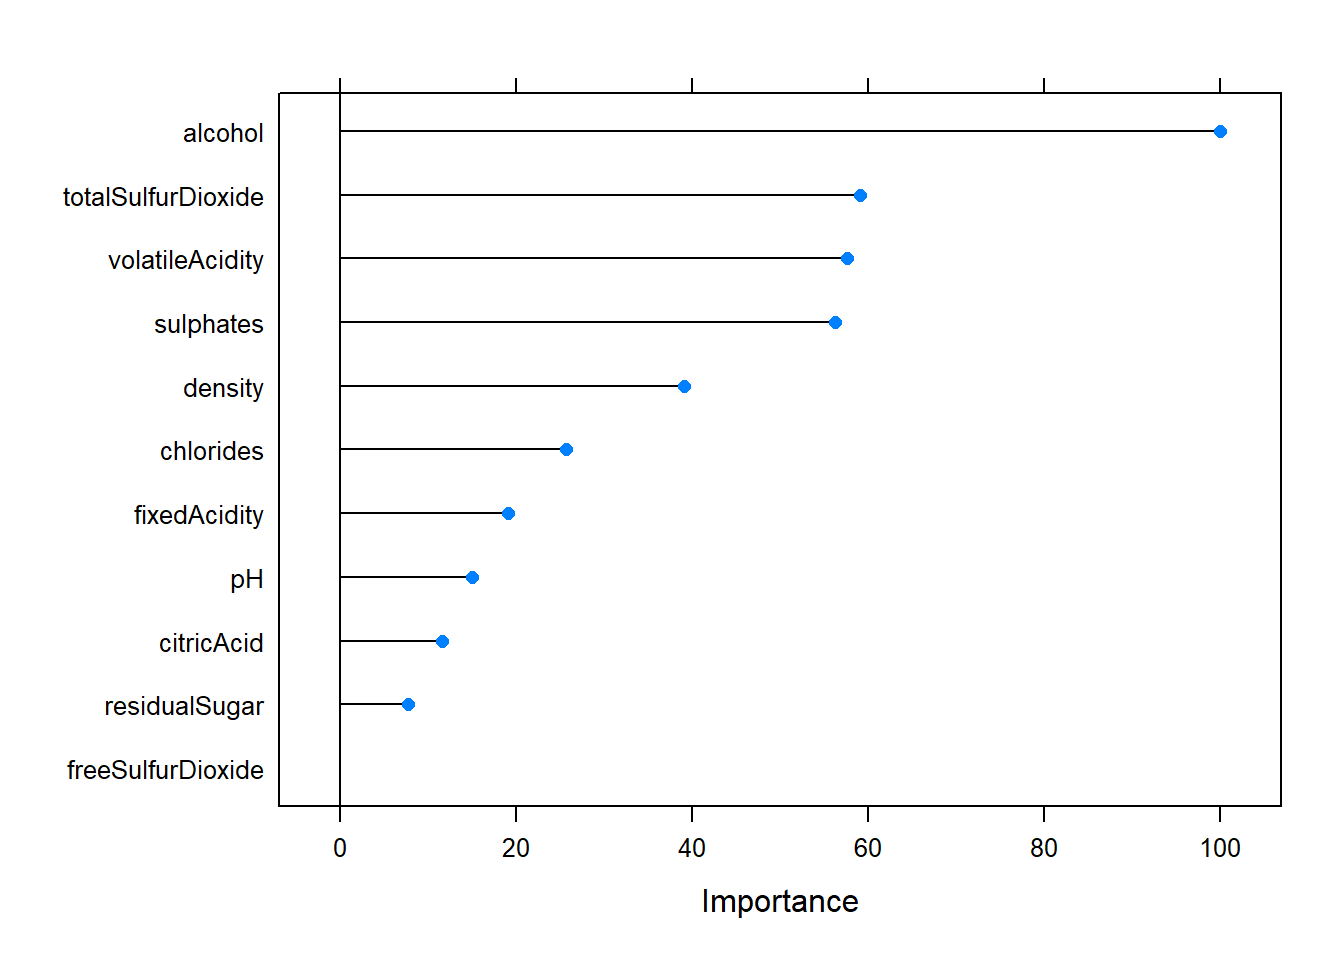 alcohol
totalSulfurDioxide
volatileAcidity
sulphates
density
chlorides
fixedAcidity
pH
citricAcid
residualSugar
freeSulfurDioxide
0 20 40 60 80 100
Importance